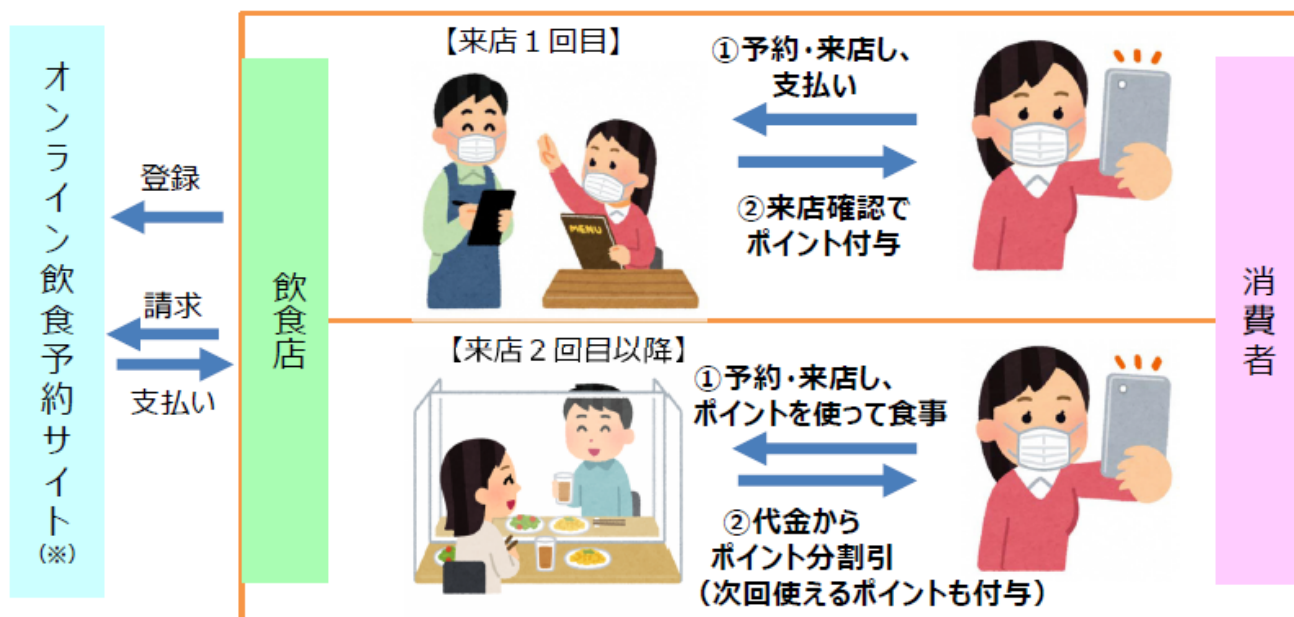 オンライン飲食予約サイト
(※)
登録
請求
支払い
飲食店
【来店１回目】
MENU
①予約・来店し、
支払い
②来店確認で
ポイント付与
【来店２回目以降】
①予約・来店し、
ポイントを使って食事
②代金から
ポイント分割引
（次回使えるポイントも付与）
消費者